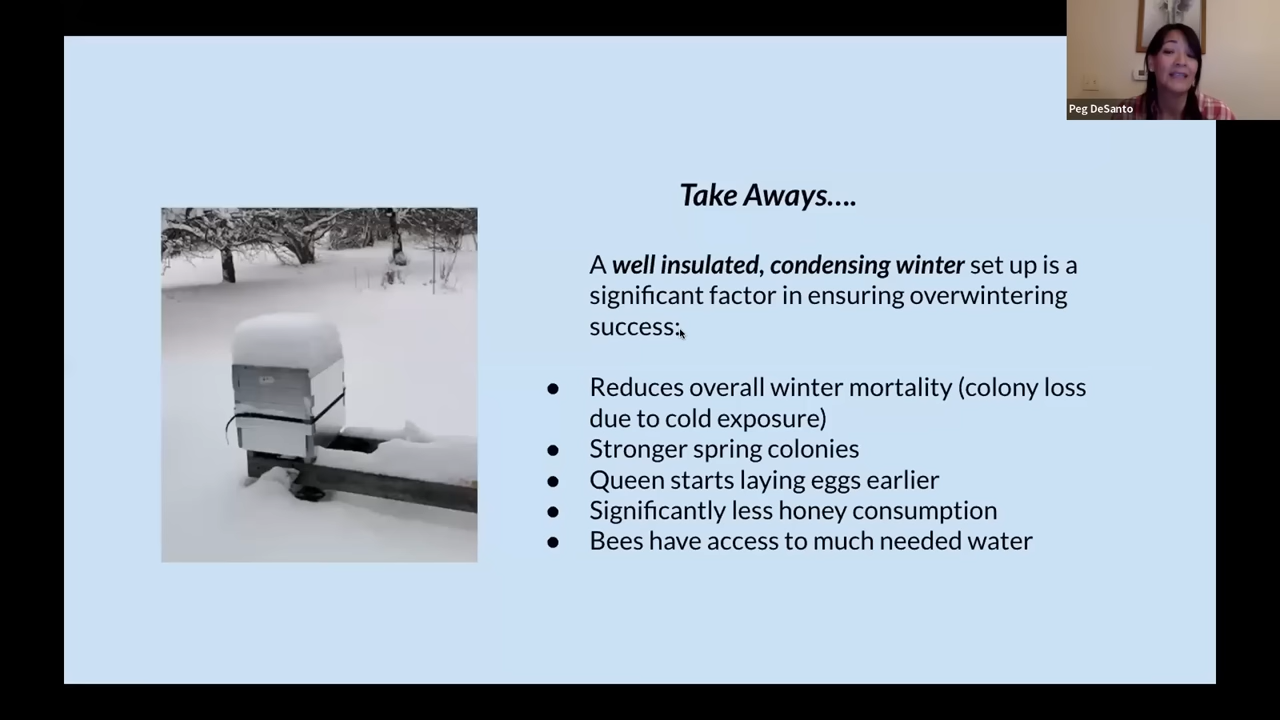 Peg DeSanto
Take Aways....
A well insulated, condensing winter set up is a
significant factor in ensuring overwintering
success:
● Reduces overall winter mortality (colony loss
due to cold exposure)
● Stronger spring colonies
● Queen starts laying eggs earlier
● Significantly less honey consumption
● Bees have access to much needed water